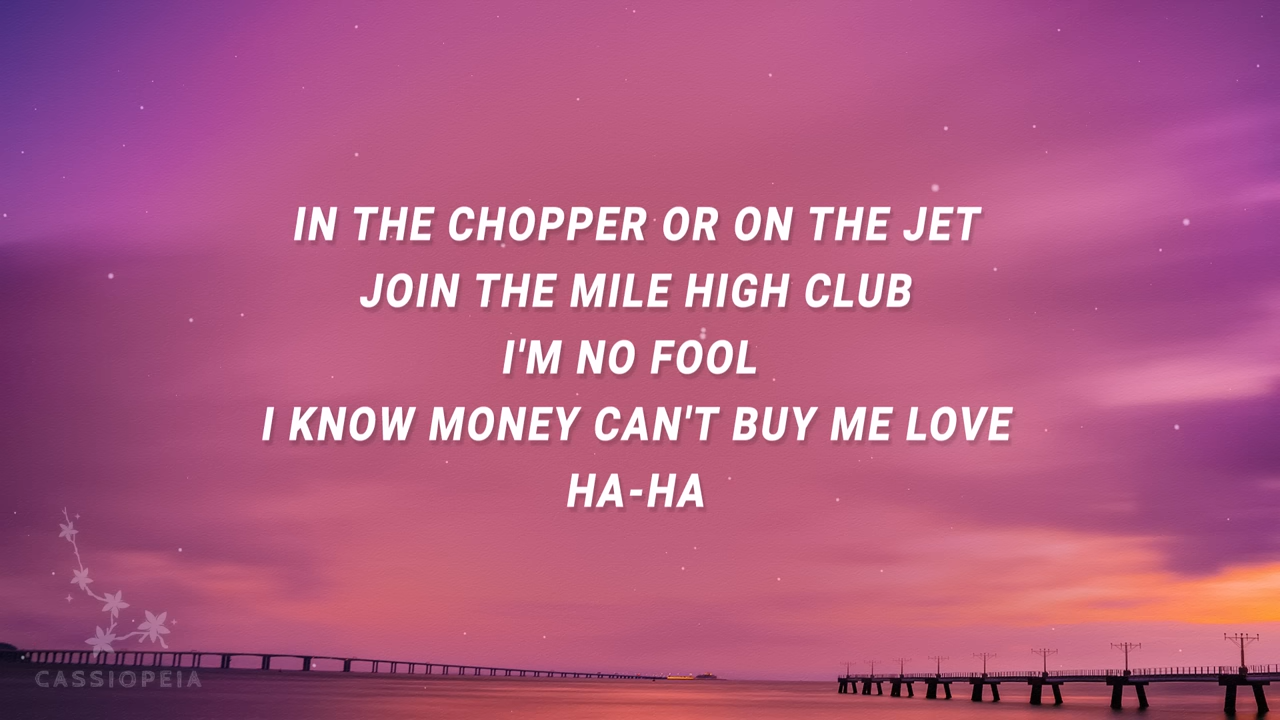 IN THE CHOPPER OR ON THE JET
JOIN THE MILE HIGH CLUB
I'M NO FOOL
I KNOW MONEY CAN'T BUY ME LOVE
HA-HA
CASSIOPEIA